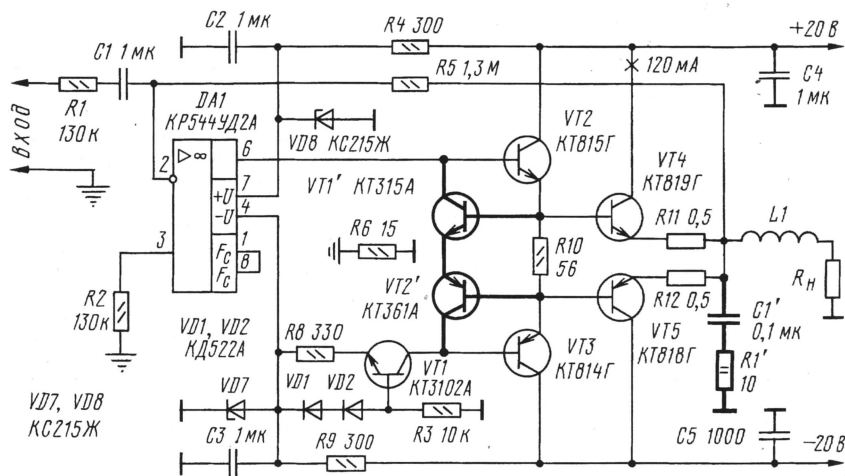 C2 1 мк
R4 300
+20 В
C1 1 мк
R5 1,3 М
120 мА
C4
1 мк
R1
130 к
DA1
КР544УД2А
VT2
КТ815Г
ВХОД
VD8 КС215Ж
VT4
КТ819Г
2
▷ ∞
6
7
+U
-U
4
VT1' КТ315А
R11 0,5
L1
3
FC
1
FC
8
R6 15
R10
56
Rн
R2
130 к
VT2'
КТ361А
R12 0,5
C1'
0,1 мк
VD1, VD2
КД522А
R8 330
VT3
КТ814Г
VT5
КТ818Г
R1'
10
VD7
VD1
VD2
VT1
КТ3102А
VD7, VD8
КС215Ж
C3 1 мк
R9 300
R3 10 к
C5 1000
-20 В